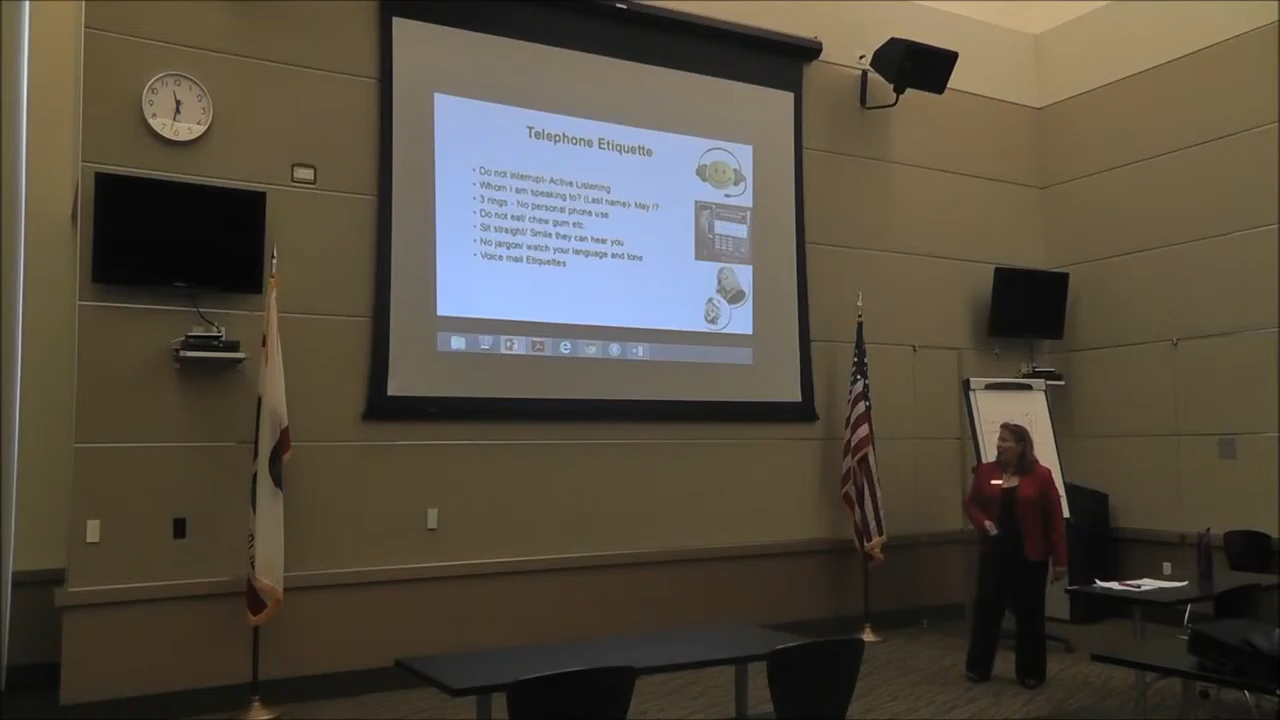 Telephone Etiquette
• Do not interrupt- Active Listening
• Whom I am speaking to? (Last name)- May I?
• 3 rings - No personal phone use
• Do not eat/ chew gum etc.
• Sit straight/ Smile they can hear you
• No jargon/ watch your language and tone
• Voice mail Etiquettes